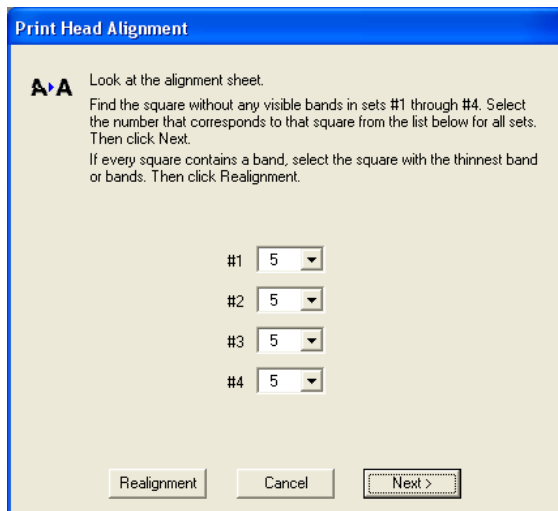 Print Head Alignment
A A
Look at the alignment sheet.
Find the square without any visible bands in sets #1 through #4. Select
the number that corresponds to that square from the list below for all sets.
Then click Next.
If every square contains a band, select the square with the thinnest band
or bands. Then click Realignment.
#1 5
#2 5
#3 5
#4 5
Realignment Cancel Next >